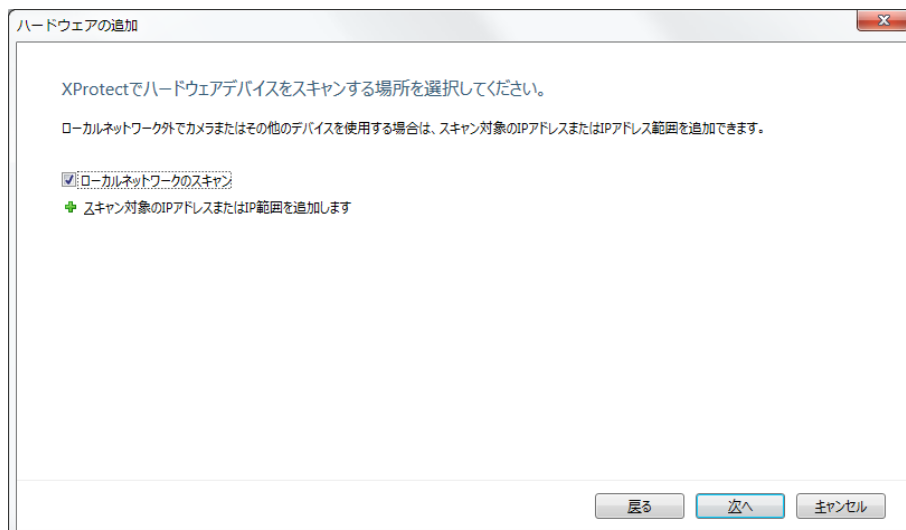 ハードウェアの追加
XProtectでハードウェアデバイスをスキャンする場所を選択してください。
ローカルネットワーク外でカメラまたはその他のデバイスを使用する場合は、スキャン対象のIPアドレスまたはIPアドレス範囲を追加できます。
ローカルネットワークのスキャン
スキャン対象のIPアドレスまたはIP範囲を追加します
戻る 次へ キャンセル